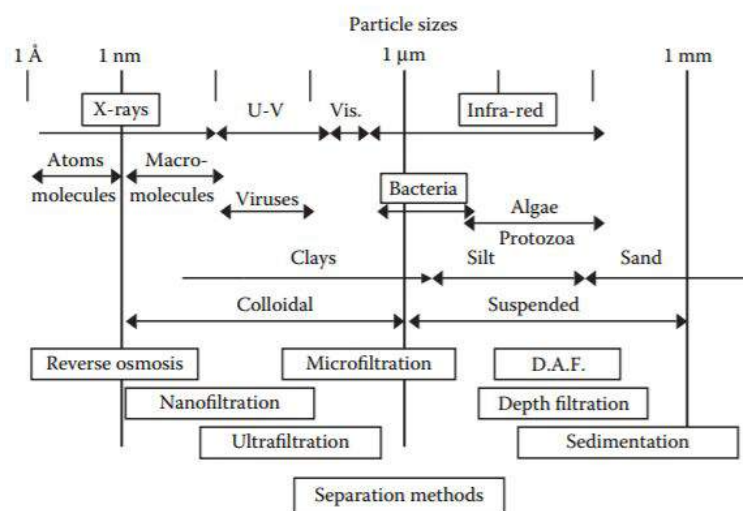 Particle sizes
1 Å 1 nm 1 μm 1 mm
X-rays U-V Vis. Infra-red
Atoms Macro-
molecules molecules Viruses Bacteria Algae
Protozoa
Clays Silt Sand
Colloidal Suspended
Reverse osmosis Microfiltration D.A.F.
Nanofiltration Depth filtration
Ultrafiltration Sedimentation
Separation methods